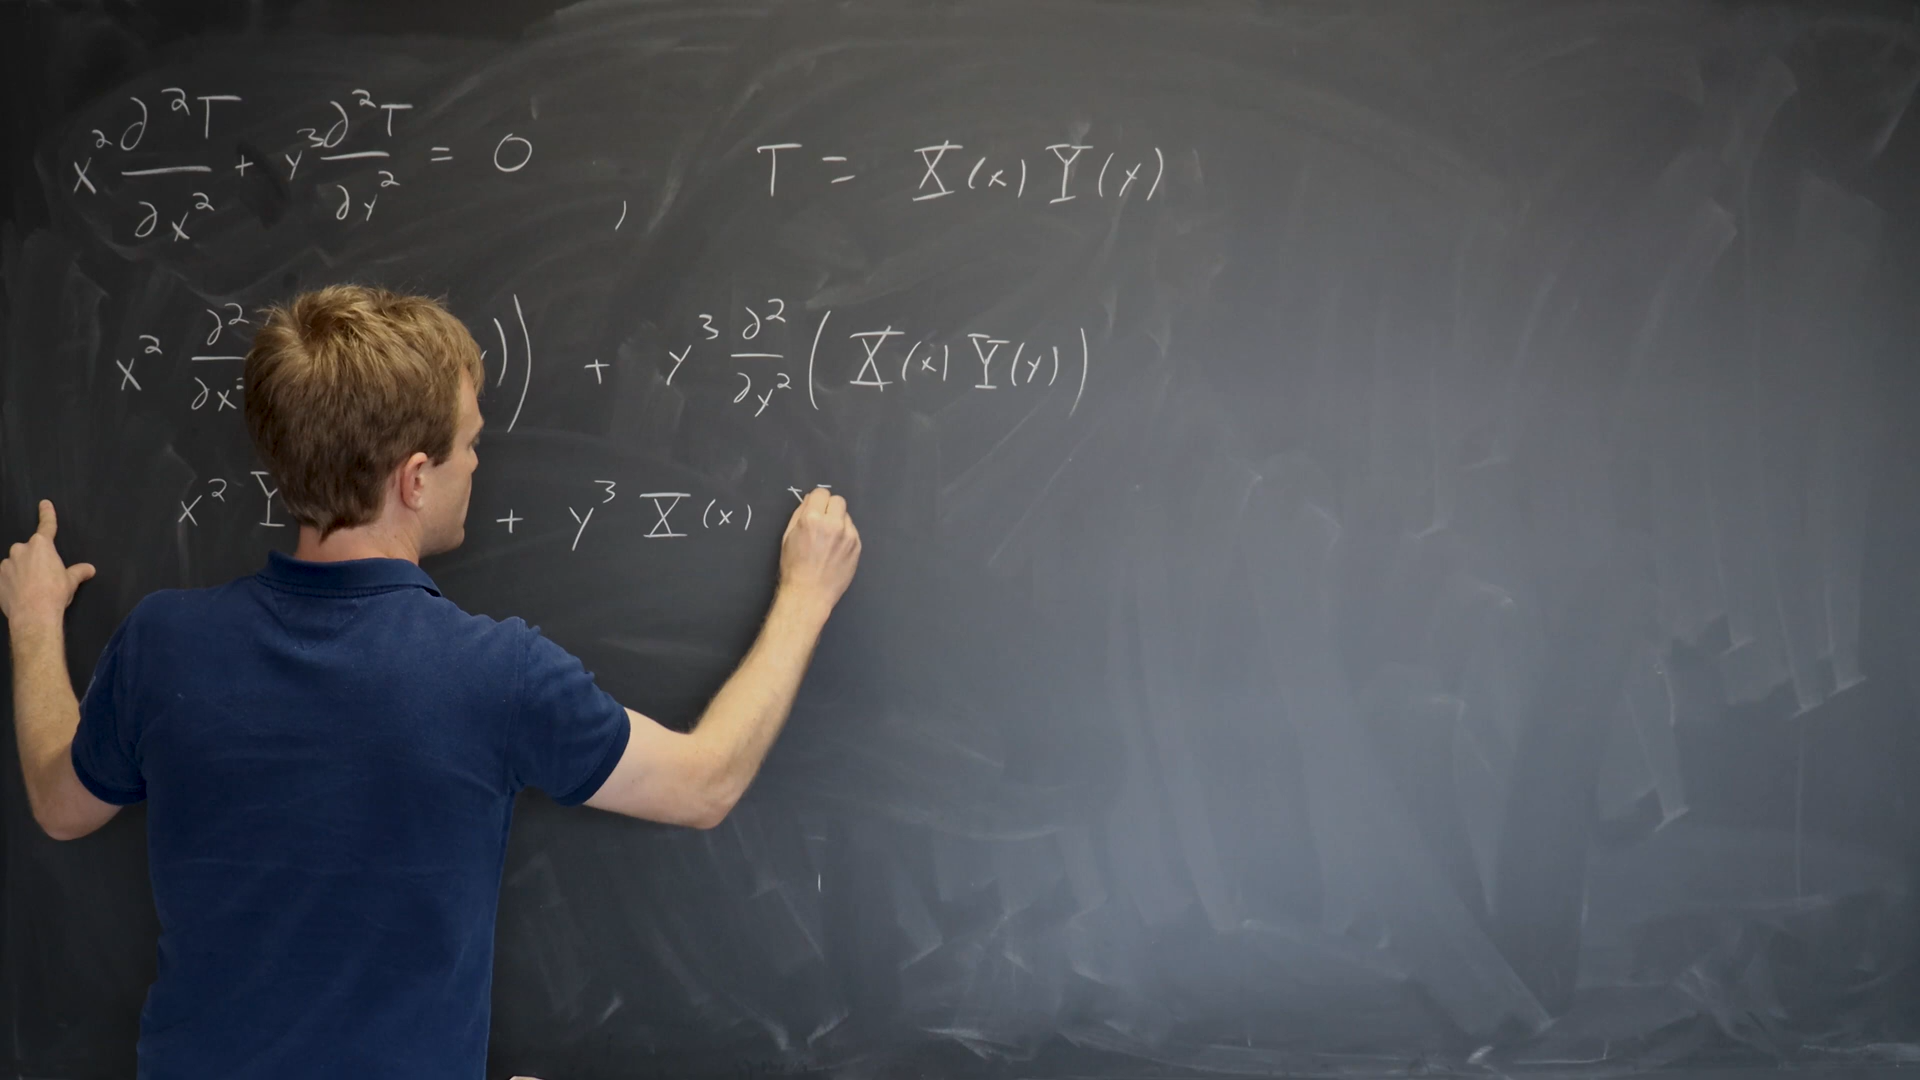 x² ∂²T/∂x² + y³ ∂²T/∂y² = 0 , T = X(x) Y(y)
x² ∂²/∂x² )) + y³ ∂²/∂y² ( X(x) Y(y) )
x² Y + y³ X(x)